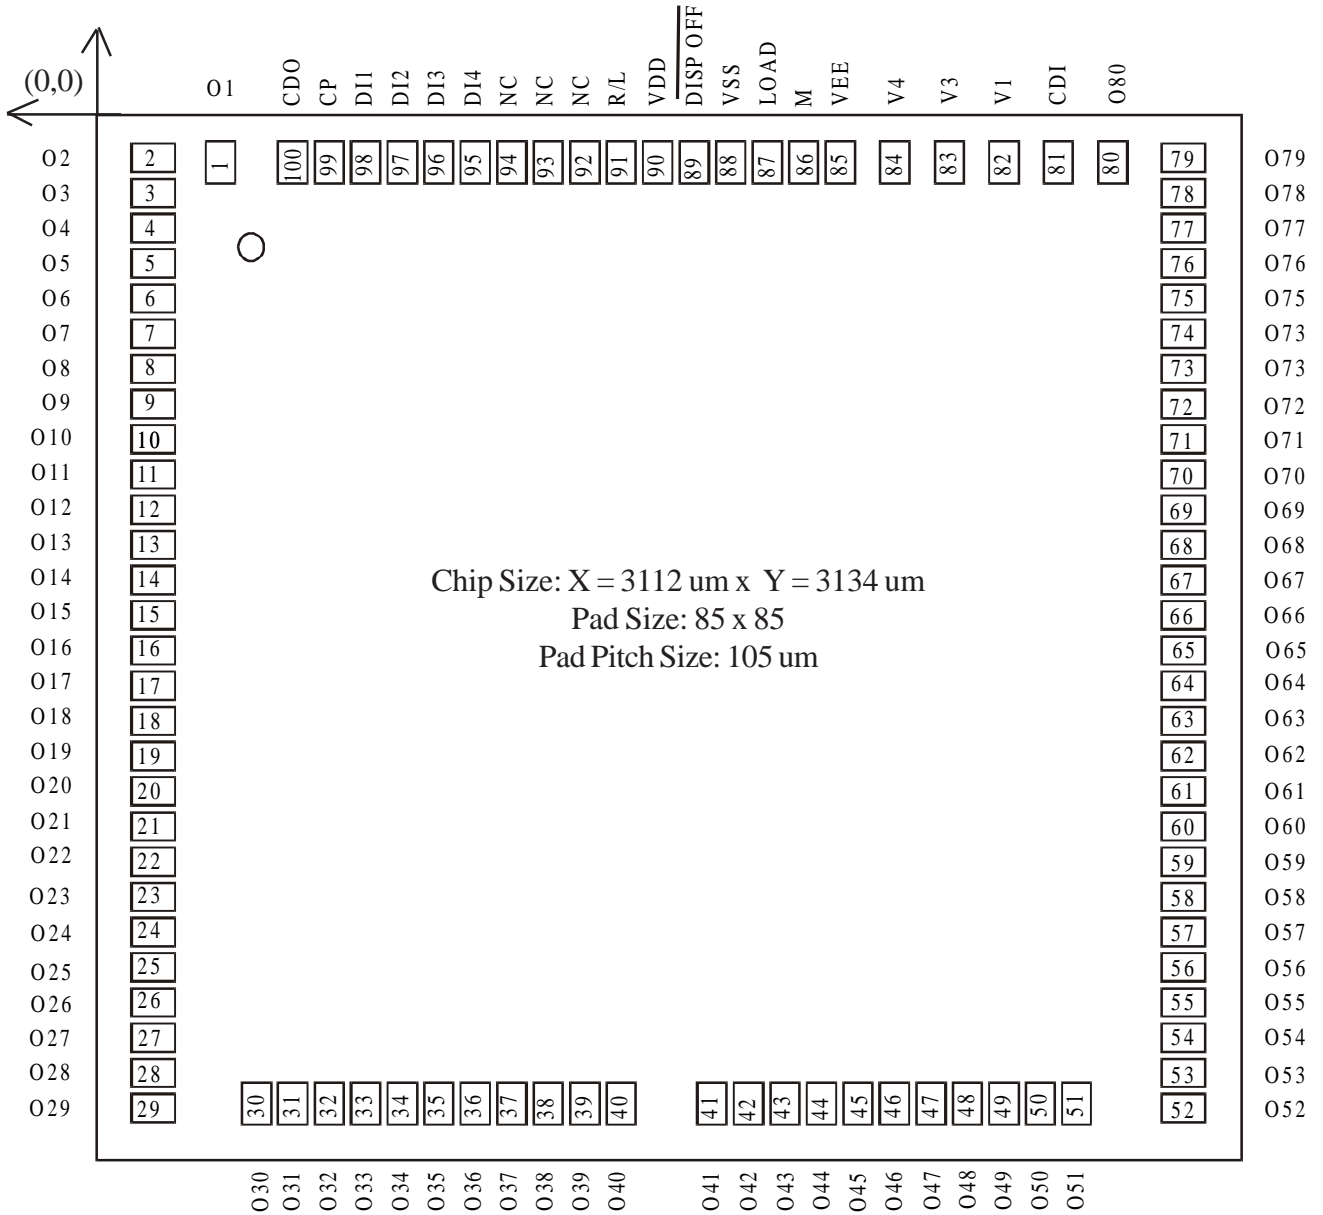 (0,0)
O1 CDO CP DI1 DI2 DI3 DI4 NC NC NC R/L VDD DISP OFF VSS LOAD M VEE V4 V3 V1 CDI O80
1 100 99 98 97 96 95 94 93 92 91 90 89 88 87 86 85 84 83 82 81 80
O2 2 79 O79
O3 3 78 O78
O4 4 77 O77
O5 5 76 O76
O6 6 75 O75
O7 7 74 O73
O8 8 73 O73
O9 9 72 O72
O10 10 71 O71
O11 11 70 O70
O12 12 69 O69
O13 13 68 O68
O14 14 67 O67
Chip Size: X = 3112 um x Y = 3134 um
O15 15 66 O66
Pad Size: 85 x 85
O16 16 65 O65
Pad Pitch Size: 105 um
O17 17 64 O64
O18 18 63 O63
O19 19 62 O62
O20 20 61 O61
O21 21 60 O60
O22 22 59 O59
O23 23 58 O58
O24 24 57 O57
O25 25 56 O56
O26 26 55 O55
O27 27 54 O54
O28 28 53 O53
O29 29 52 O52
30 31 32 33 34 35 36 37 38 39 40 41 42 43 44 45 46 47 48 49 50 51
O30 O31 O32 O33 O34 O35 O36 O37 O38 O39 O40 O41 O42 O43 O44 O45 O46 O47 O48 O49 O50 O51